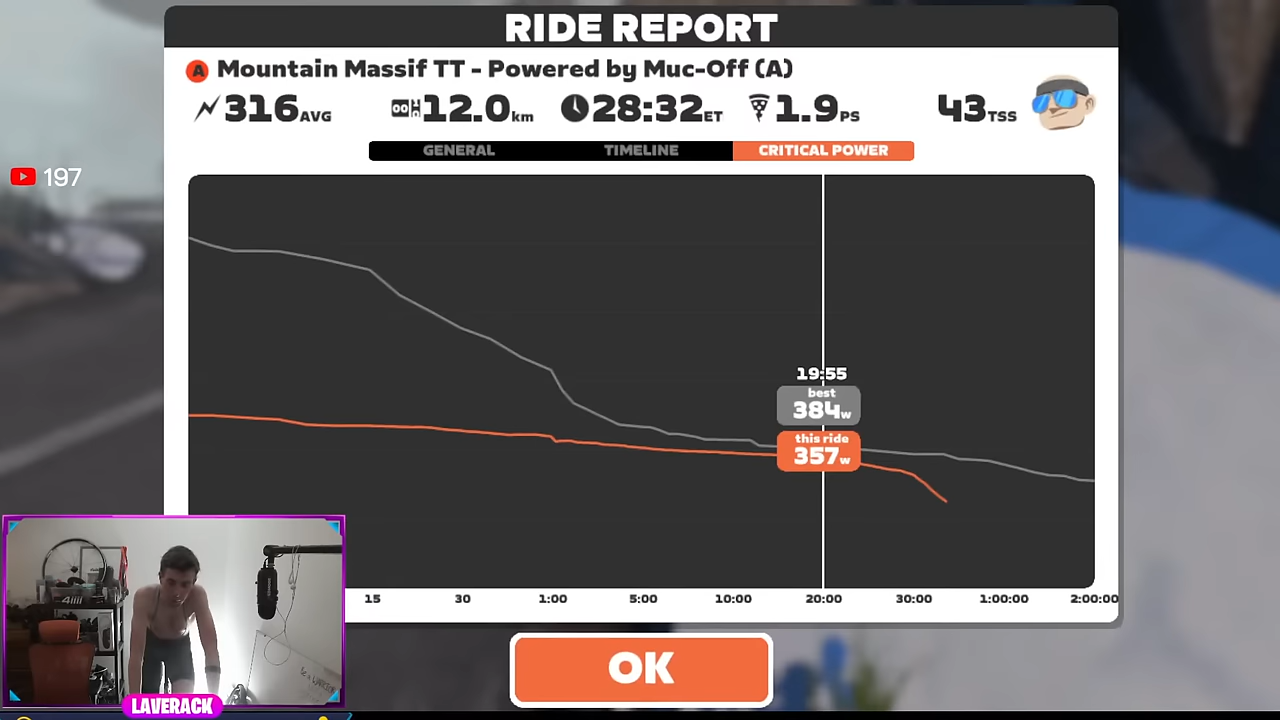 RIDE REPORT
A Mountain Massif TT - Powered by Muc-Off (A)
316AVG 12.0km 28:32ET 1.9PS 43TSS
GENERAL TIMELINE CRITICAL POWER
197
19:55
best
384w
this ride
357w
15 30 1:00 5:00 10:00 20:00 30:00 1:00:00 2:00:00
OK
LAVERACK